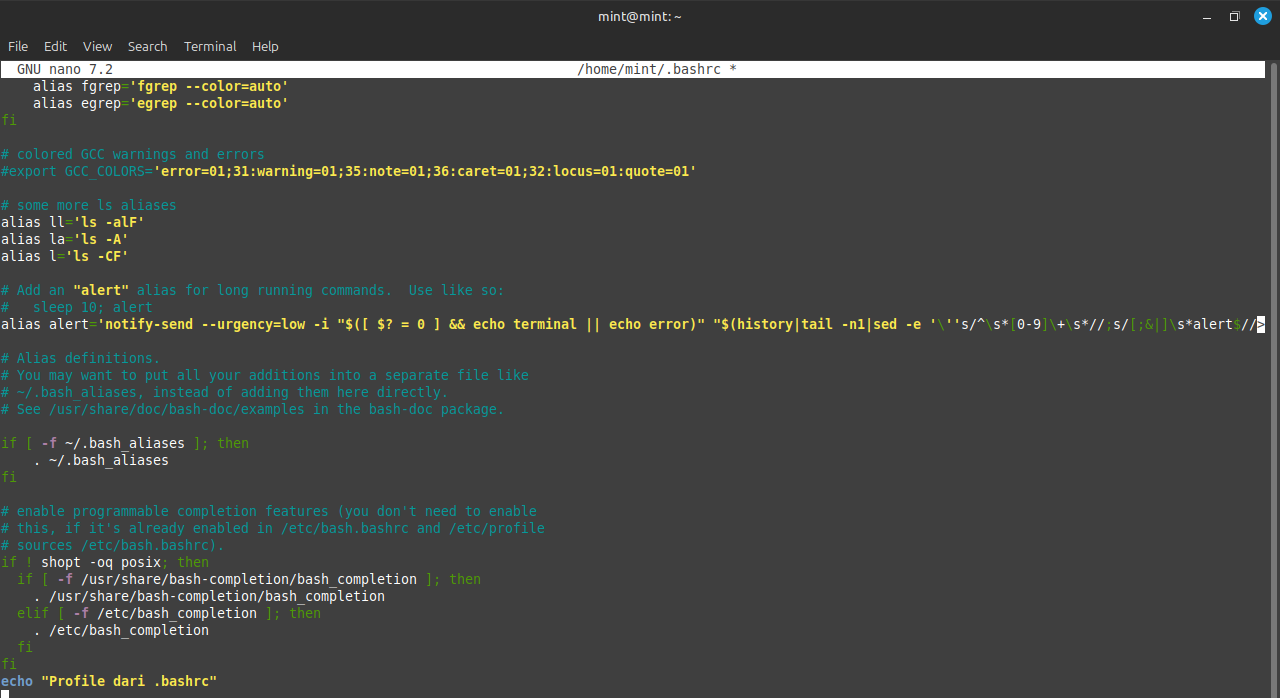 mint@mint: ~
File Edit View Search Terminal Help
GNU nano 7.2 /home/mint/.bashrc *
    alias fgrep='fgrep --color=auto'
    alias egrep='egrep --color=auto'
fi

# colored GCC warnings and errors
#export GCC_COLORS='error=01;31:warning=01;35:note=01;36:caret=01;32:locus=01:quote=01'

# some more ls aliases
alias ll='ls -alF'
alias la='ls -A'
alias l='ls -CF'

# Add an "alert" alias for long running commands.  Use like so:
#   sleep 10; alert
alias alert='notify-send --urgency=low -i "$([ $? = 0 ] && echo terminal || echo error)" "$(history|tail -n1|sed -e '\''s/^\s*[0-9]\+\s*//;s/[;&|]\s*alert$//>

# Alias definitions.
# You may want to put all your additions into a separate file like
# ~/.bash_aliases, instead of adding them here directly.
# See /usr/share/doc/bash-doc/examples in the bash-doc package.

if [ -f ~/.bash_aliases ]; then
    . ~/.bash_aliases
fi

# enable programmable completion features (you don't need to enable
# this, if it's already enabled in /etc/bash.bashrc and /etc/profile
# sources /etc/bash.bashrc).
if ! shopt -oq posix; then
  if [ -f /usr/share/bash-completion/bash_completion ]; then
    . /usr/share/bash-completion/bash_completion
  elif [ -f /etc/bash_completion ]; then
    . /etc/bash_completion
  fi
fi
echo "Profile dari .bashrc"